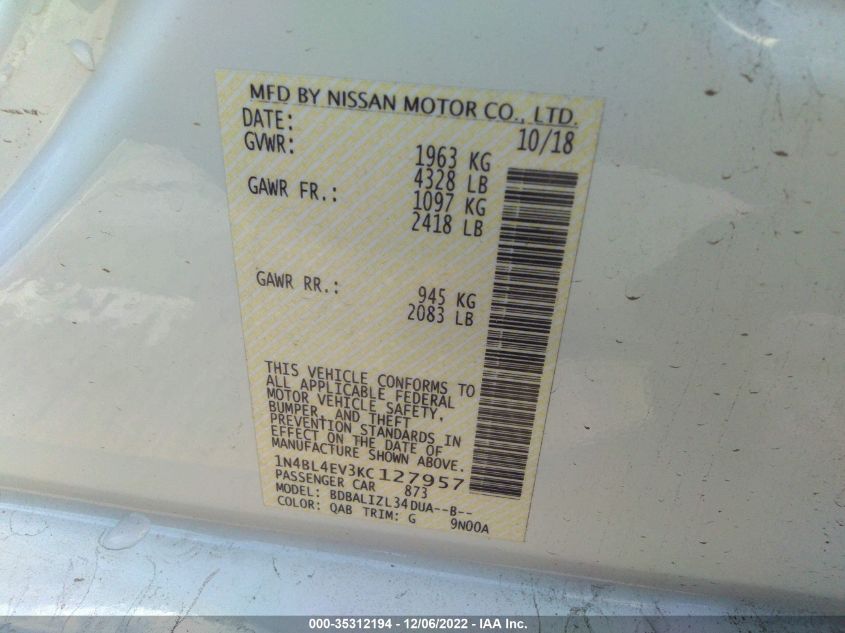 MFD BY NISSAN MOTOR CO., LTD.
DATE: 10/18
GVWR: 1963 KG
4328 LB
GAWR FR.: 1097 KG
2418 LB
GAWR RR.: 945 KG
2083 LB
THIS VEHICLE CONFORMS TO
ALL APPLICABLE FEDERAL
MOTOR VEHICLE SAFETY,
BUMPER, AND THEFT
PREVENTION STANDARDS IN
EFFECT ON THE DATE OF
MANUFACTURE SHOWN ABOVE.
1N4BL4EV3KC127957
PASSENGER CAR 873
MODEL: BDBALIZL34DUA--B--
COLOR: QAB TRIM: G 9N00A
000-35312194 - 12/06/2022 - IAA Inc.